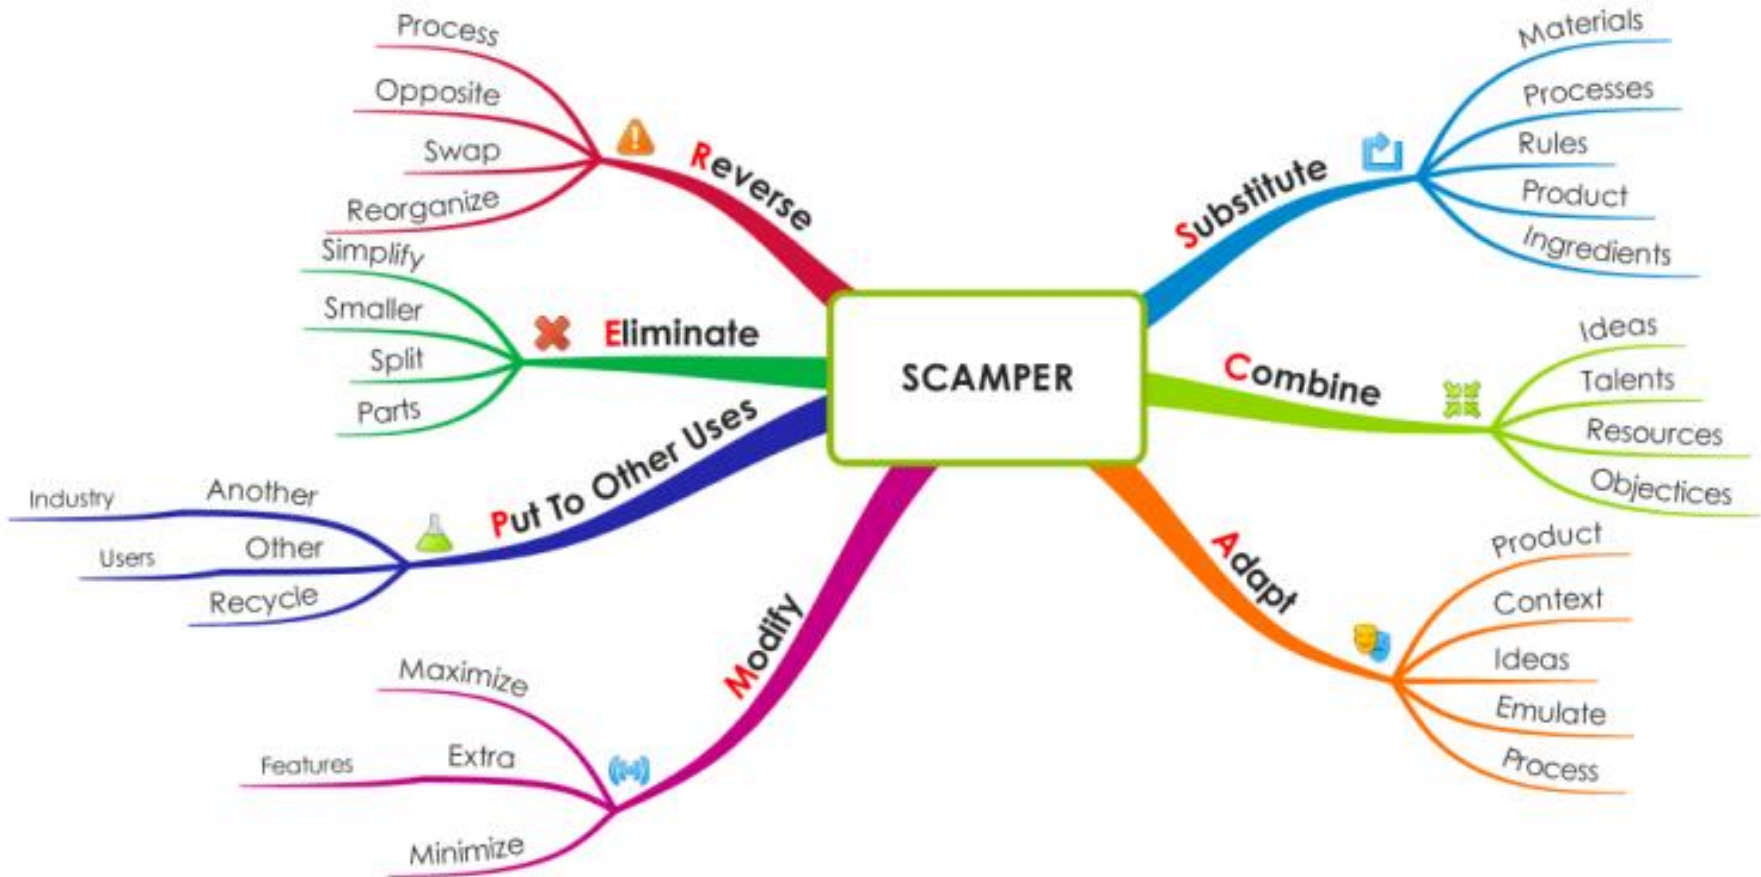 SCAMPER
Substitute
Materials
Processes
Rules
Product
Ingredients
Combine
Ideas
Talents
Resources
Objectices
Adapt
Product
Context
Ideas
Emulate
Process
Modify
Maximize
Extra
Features
Minimize
Put To Other Uses
Another
Industry
Other
Users
Recycle
Eliminate
Simplify
Smaller
Split
Parts
Reverse
Process
Opposite
Swap
Reorganize